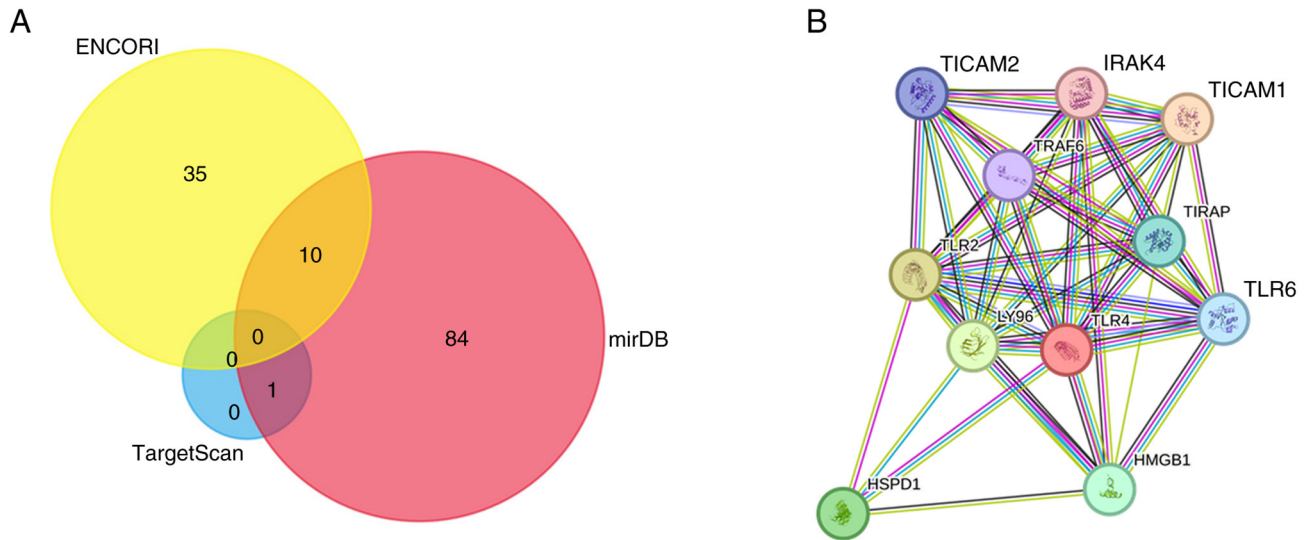 A
ENCORI
35
10
0
0
84
mirDB
1
0
TargetScan
B
TICAM2
IRAK4
TICAM1
TRAF6
TIRAP
TLR2
TLR6
LY96
TLR4
HMGB1
HSPD1